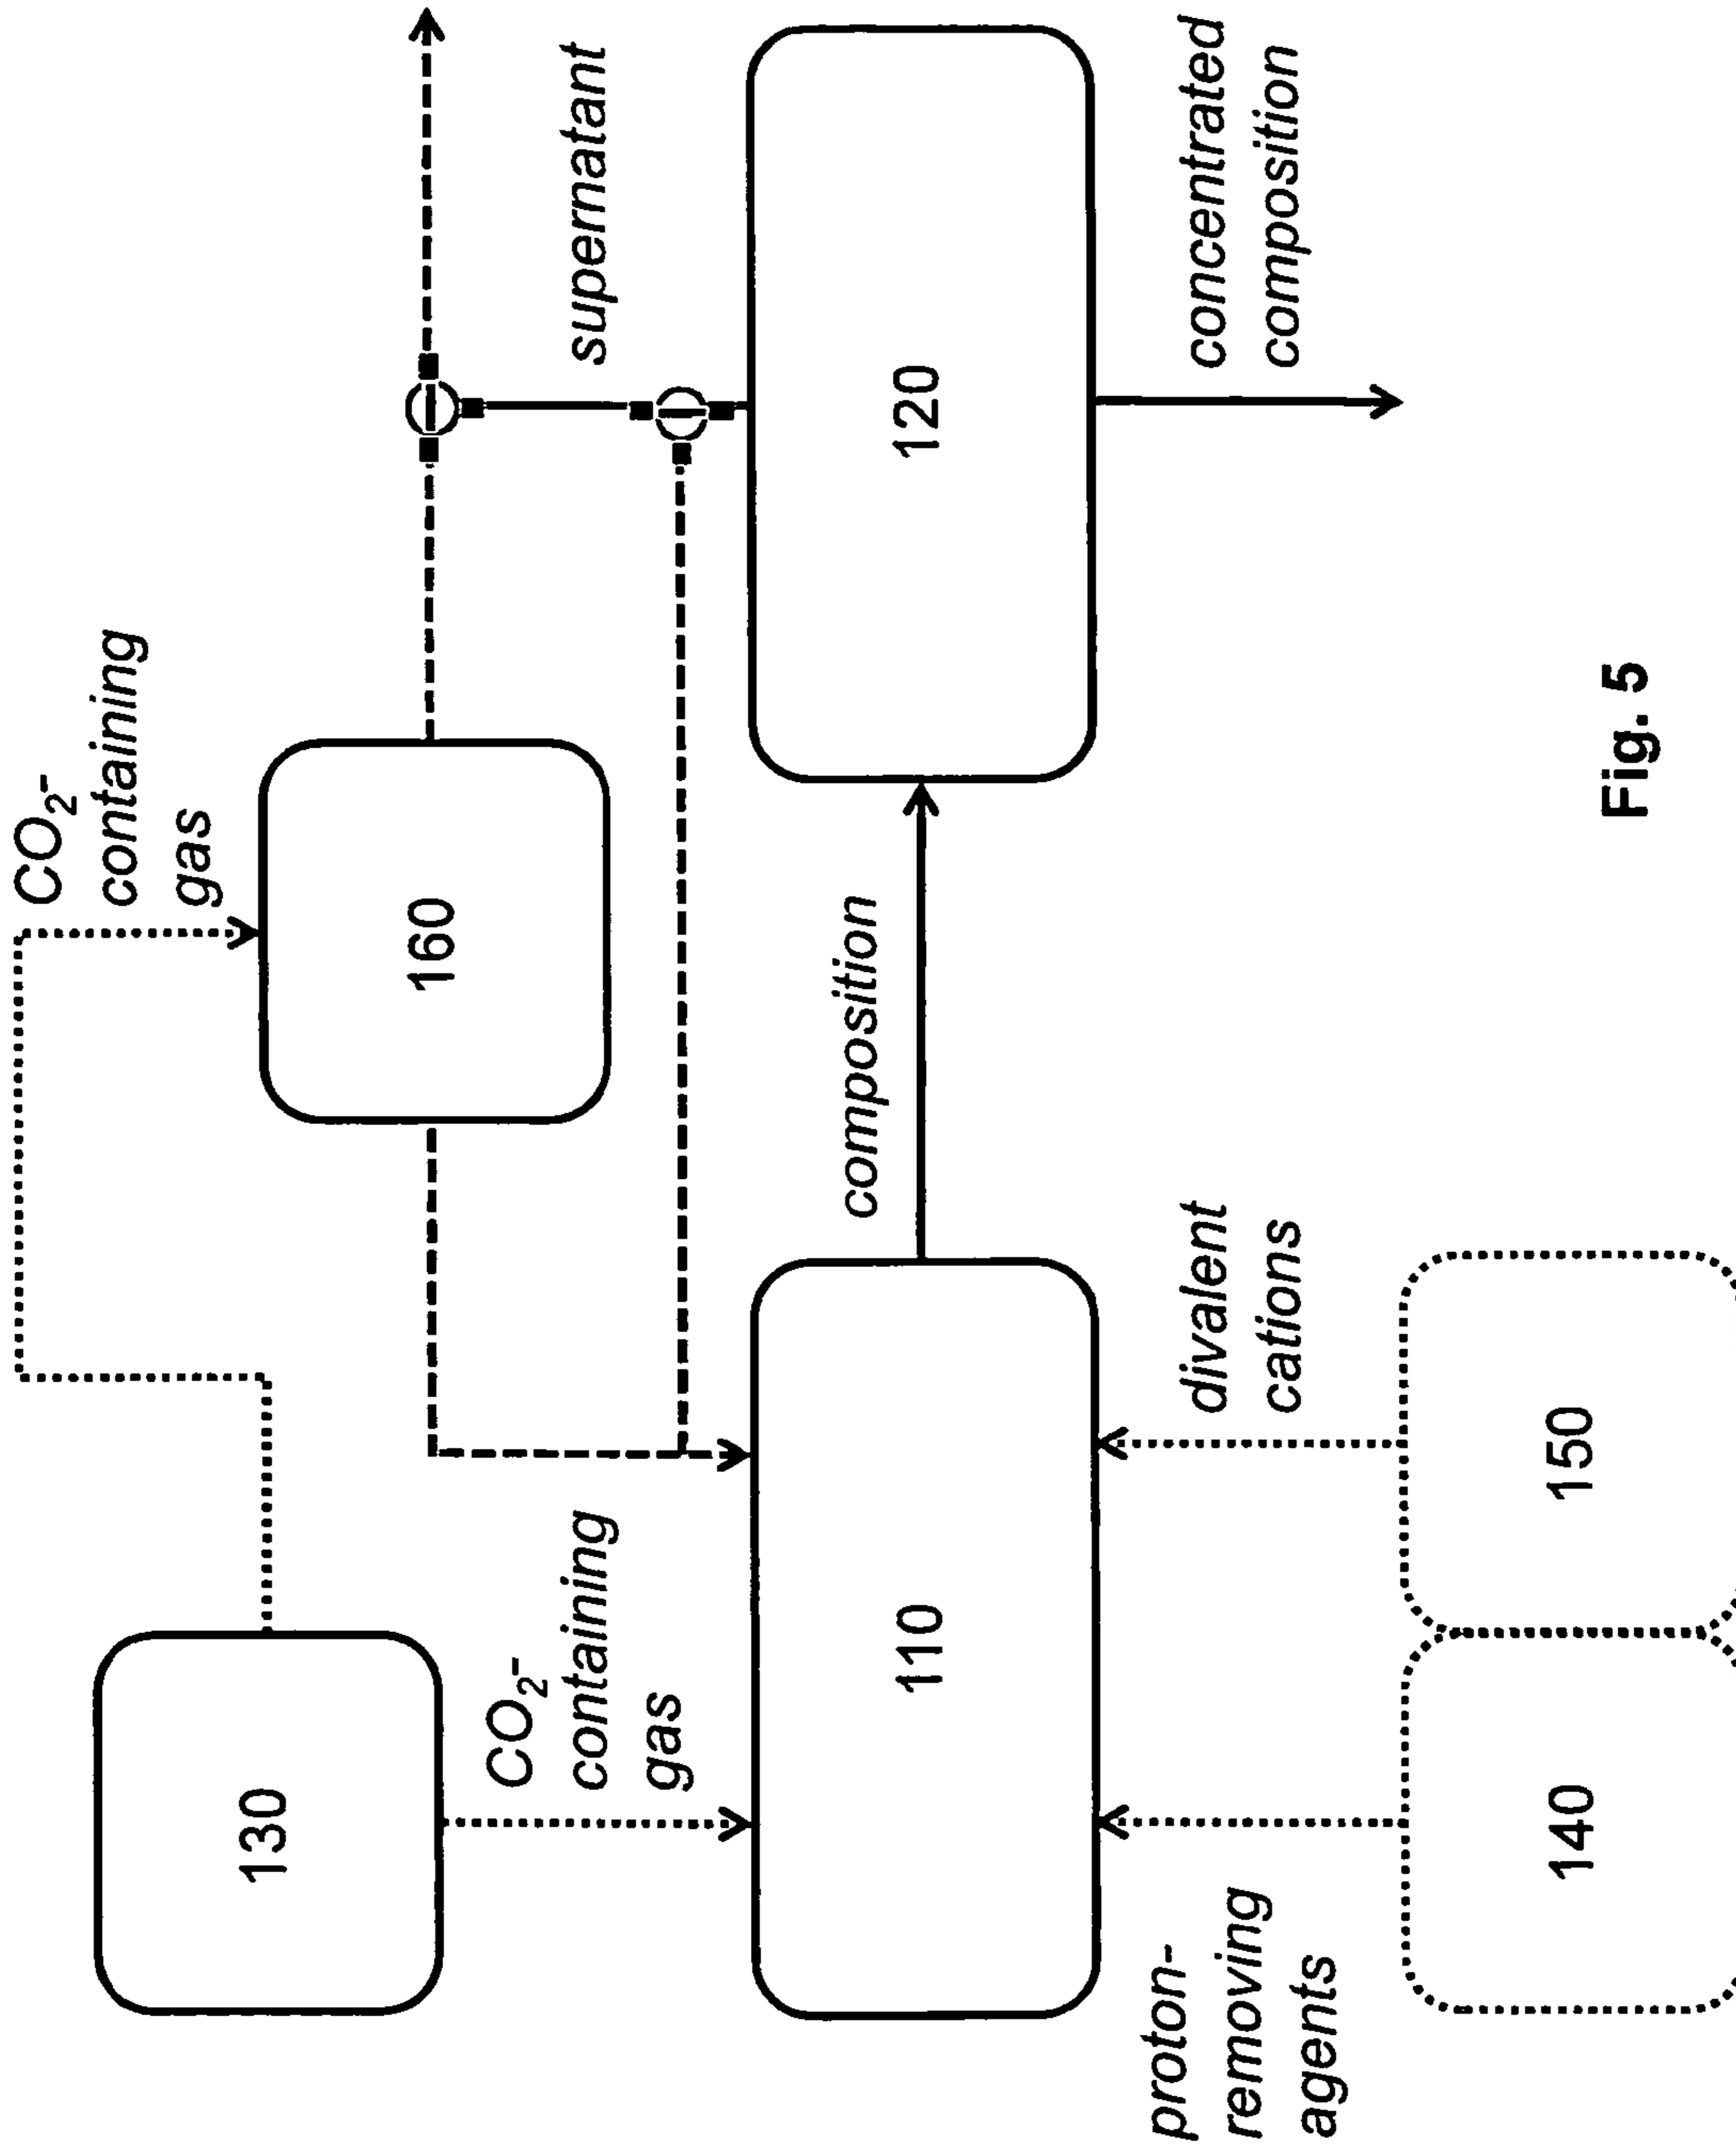 CO₂-
containing
gas
130
160
CO₂-
containing
gas
supernatant
composition
110
120
proton-
removing
agents
divalent
cations
concentrated
composition
140
150
Fig. 5